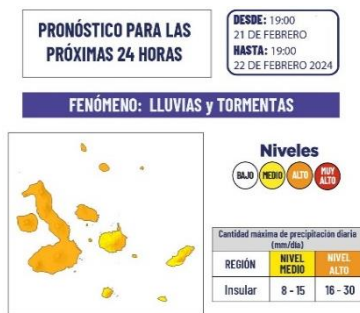 PRONÓSTICO PARA LAS
PRÓXIMAS 24 HORAS
DESDE: 19:00
21 DE FEBRERO
HASTA: 19:00
22 DE FEBRERO 2024
FENÓMENO: LLUVIAS y TORMENTAS
Niveles
BAJO MEDIO ALTO MUY ALTO
Cantidad máxima de precipitación diaria
(mm/día)
REGIÓN NIVEL MEDIO NIVEL ALTO
Insular 8 - 15 16 - 30